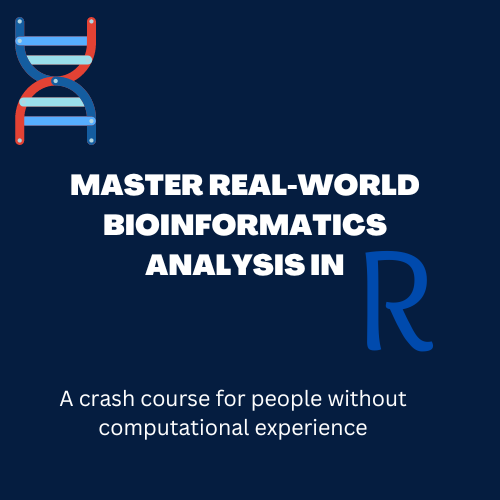 MASTER REAL-WORLD
BIOINFORMATICS
ANALYSIS IN R
A crash course for people without
computational experience